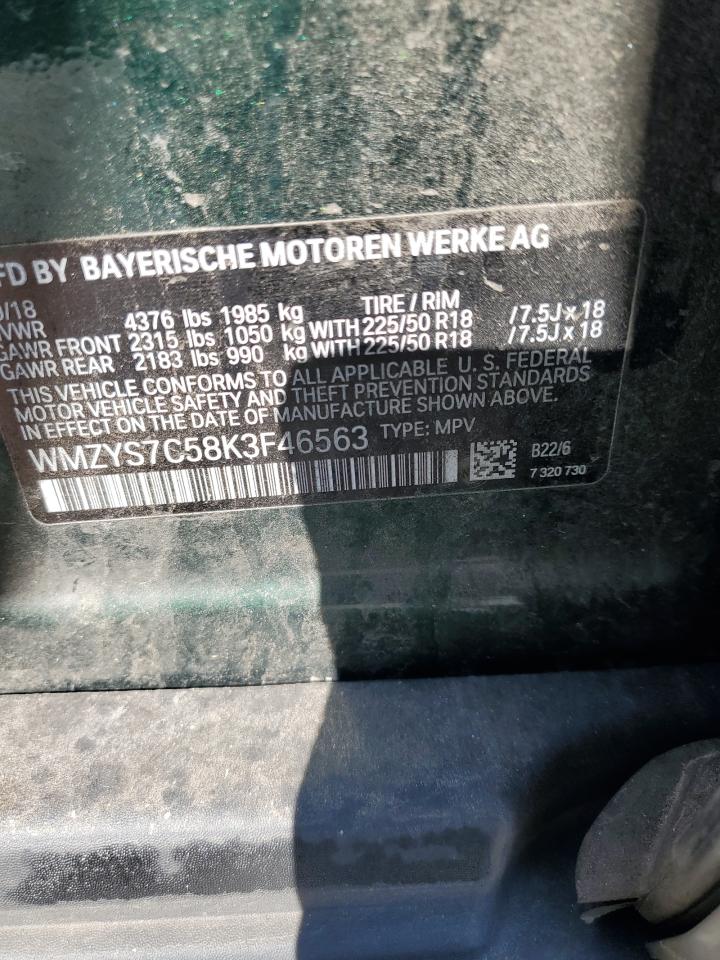 FD BY BAYERISCHE MOTOREN WERKE AG
/18
VWR 4376 lbs 1985 kg TIRE / RIM
GAWR FRONT 2315 lbs 1050 kg WITH 225/50 R18 /7.5J x 18
GAWR REAR 2183 lbs 990 kg WITH 225/50 R18 /7.5J x 18
THIS VEHICLE CONFORMS TO ALL APPLICABLE U. S. FEDERAL
MOTOR VEHICLE SAFETY AND THEFT PREVENTION STANDARDS
IN EFFECT ON THE DATE OF MANUFACTURE SHOWN ABOVE.
WMZYS7C58K3F46563 TYPE: MPV
B22/6
7 320 730